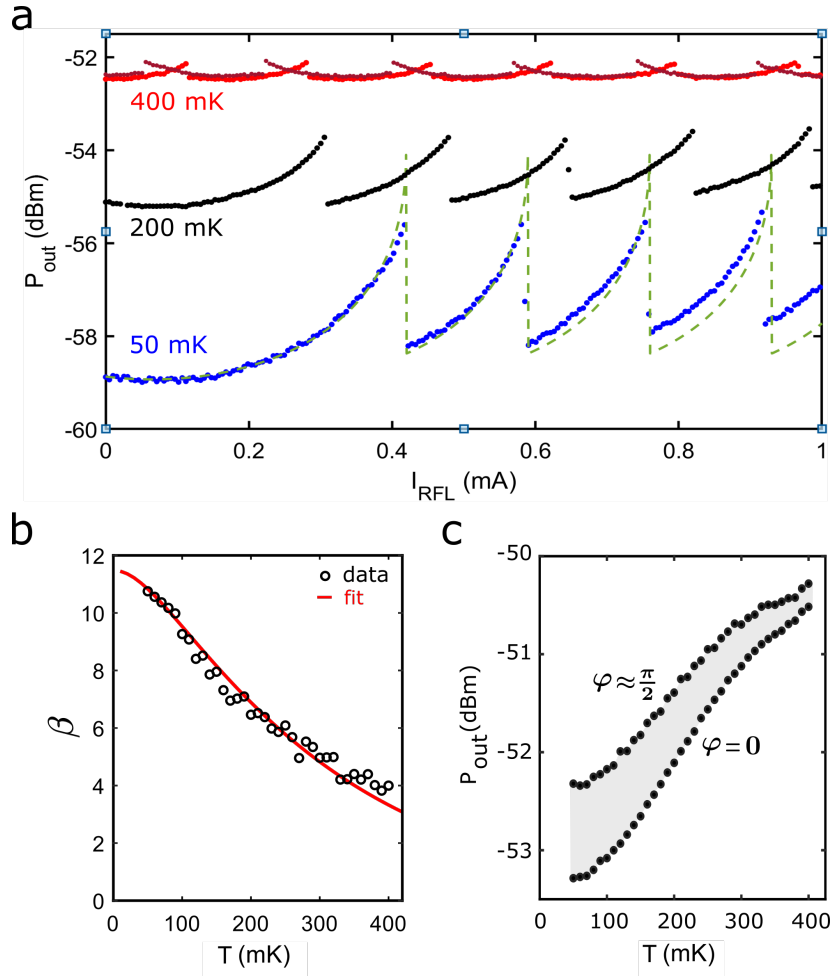 a
-52
-54
-56
-58
-60
P_out (dBm)
400 mK
200 mK
50 mK
0
0.2
0.4
0.6
0.8
1
I_RFL (mA)
b
12
10
8
6
4
2
0
β
data
fit
0
100
200
300
400
T (mK)
c
-50
-51
-52
-53
P_out (dBm)
φ≈π/2
φ=0
0
100
200
300
400
T (mK)